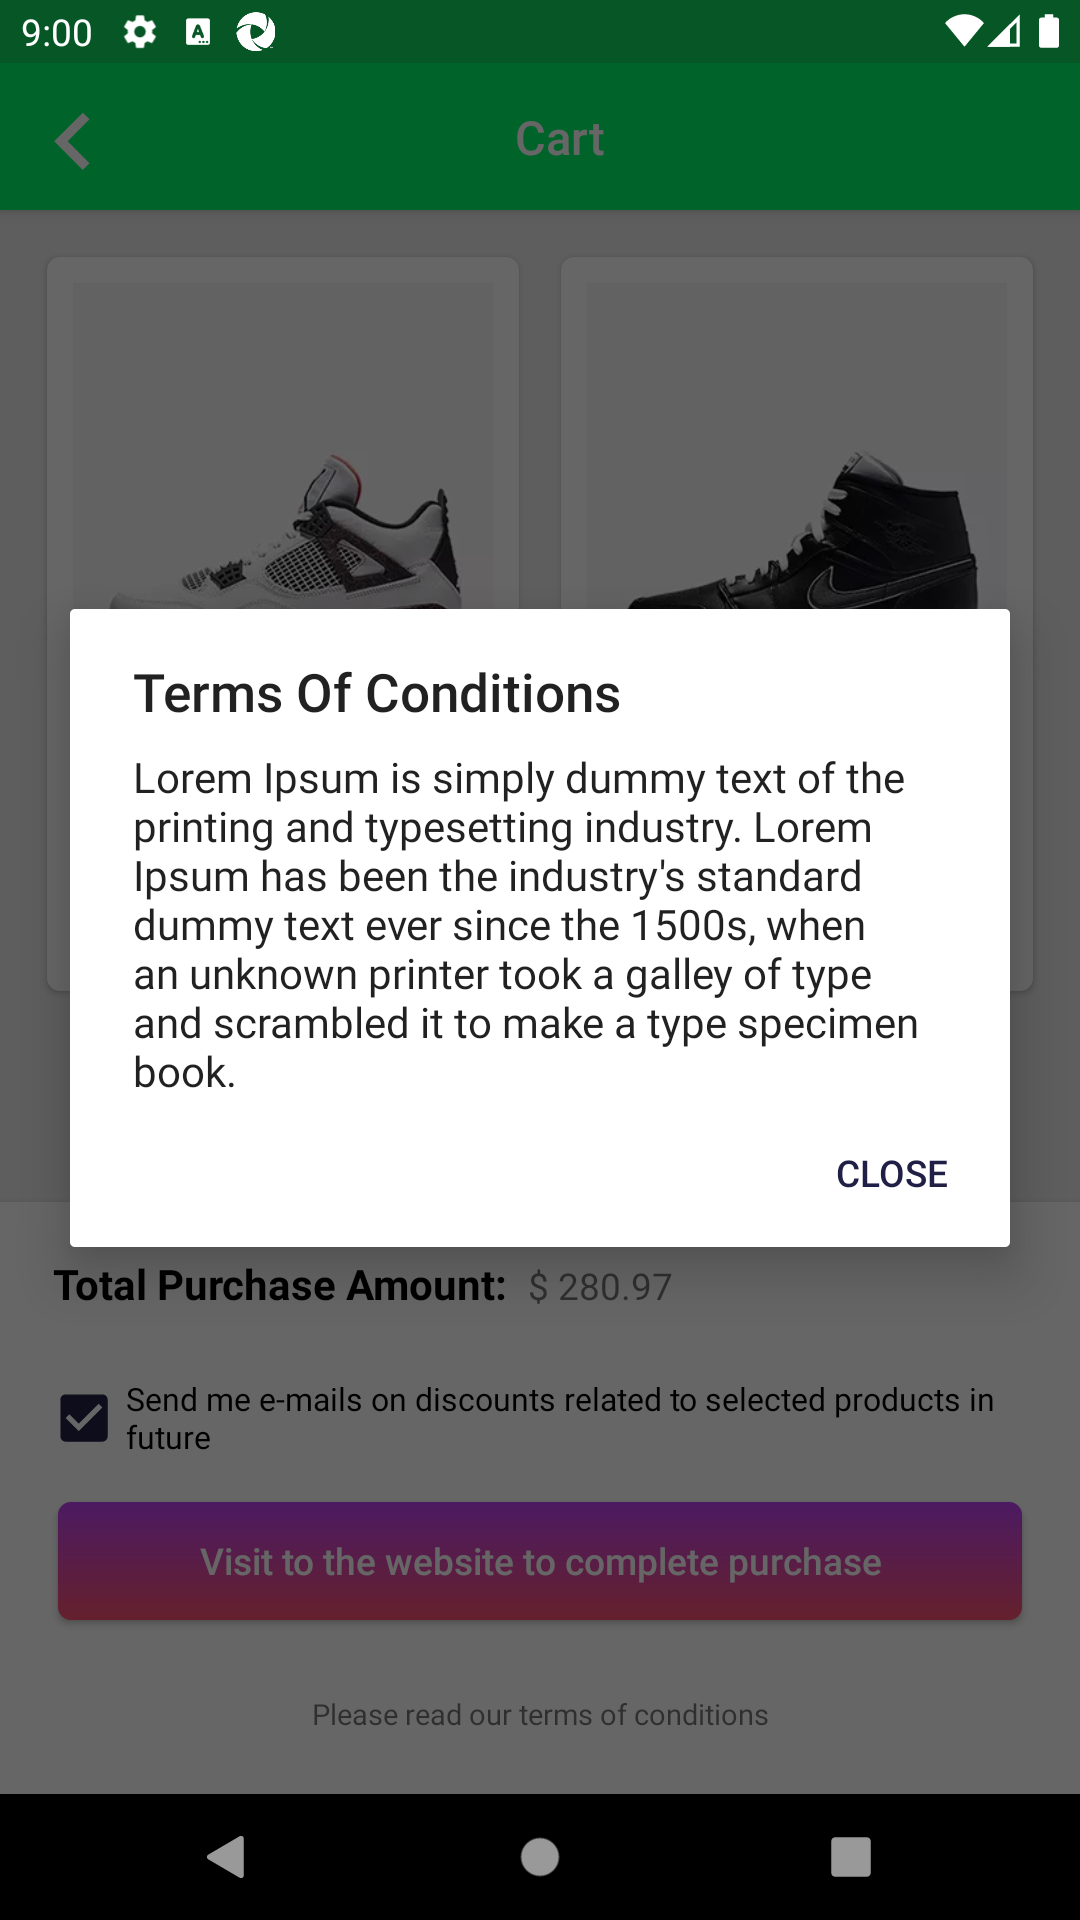 9:00
Cart
Terms Of Conditions
Lorem Ipsum is simply dummy text of the
printing and typesetting industry. Lorem
Ipsum has been the industry's standard
dummy text ever since the 1500s, when
an unknown printer took a galley of type
and scrambled it to make a type specimen
book.
CLOSE
Total Purchase Amount: $ 280.97
Send me e-mails on discounts related to selected products in
future
Visit to the website to complete purchase
Please read our terms of conditions